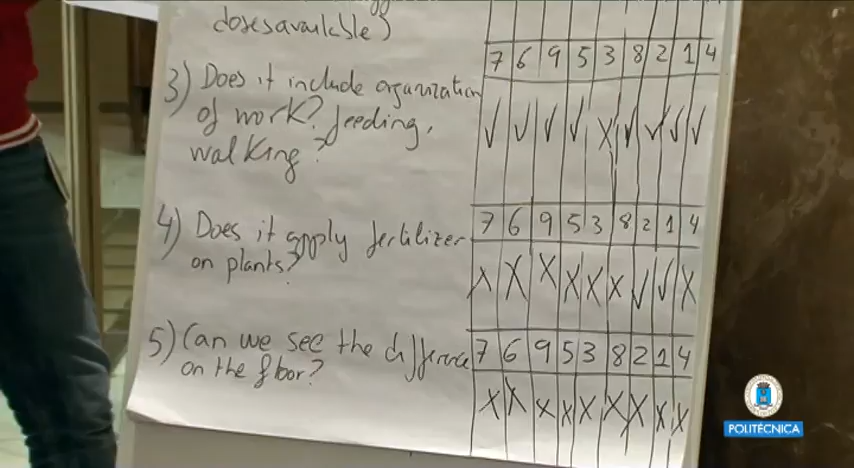 doses available)
7 6 9 5 3 8 2 1 4
3) Does it include organization
of work? feeding,
walking?
✓ ✓ ✓ ✓ X ✓ ✓ ✓ ✓
7 6 9 5 3 8 2 1 4
4) Does it apply fertilizer
on plants?
X X X X X X ✓ ✓ X
5) Can we see the difference
on the floor?
7 6 9 5 3 8 2 1 4
X X X X X X X X X
POLITÉCNICA